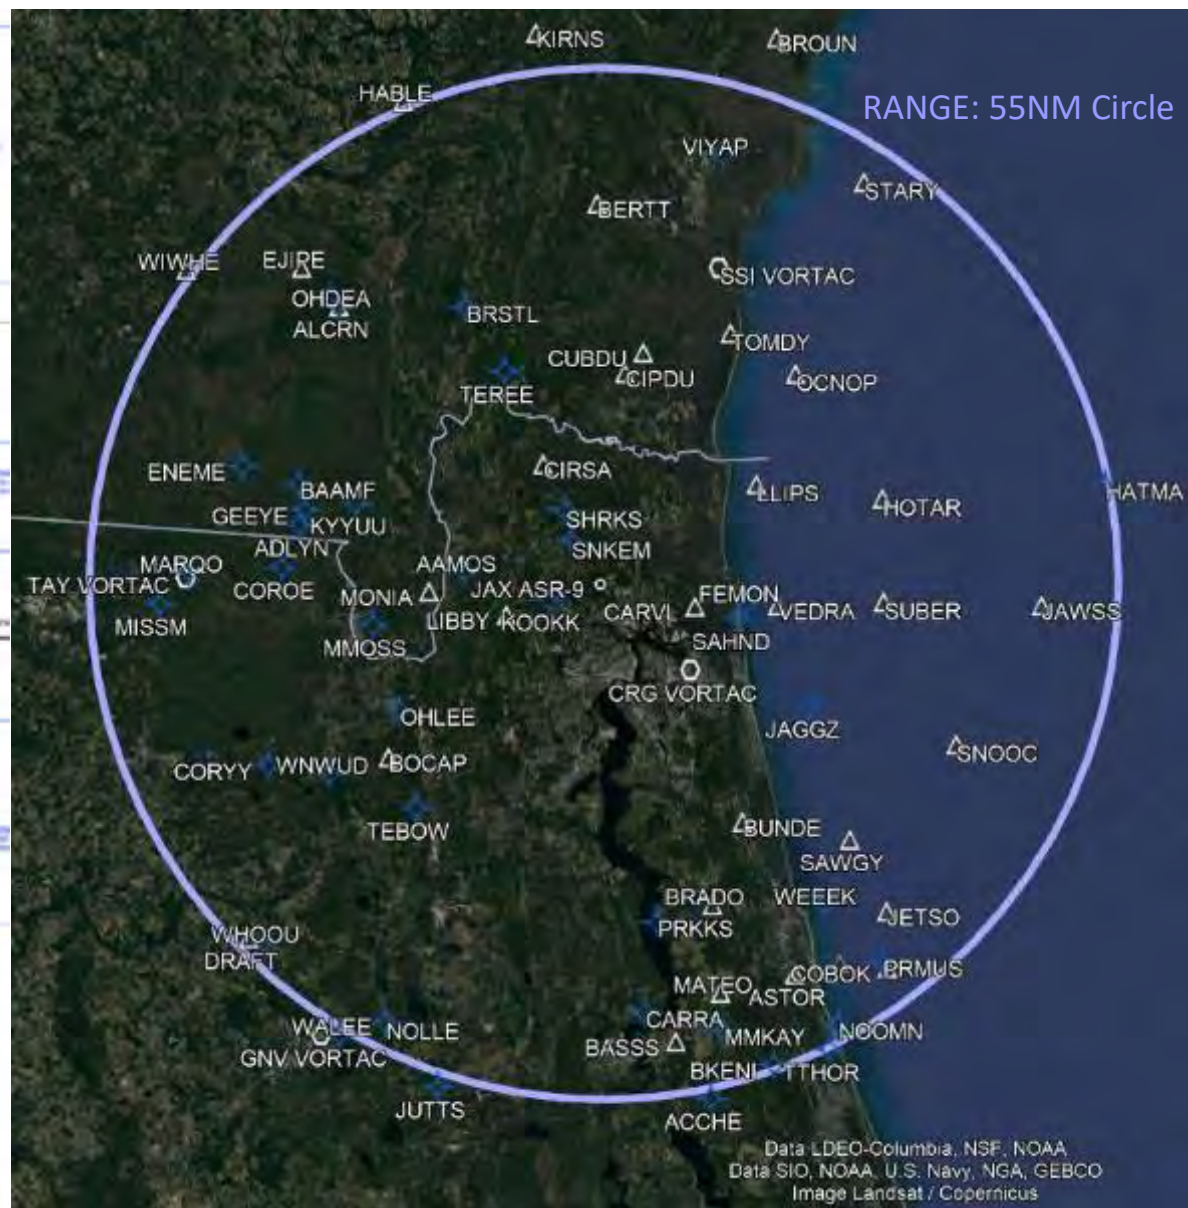 KIRNS
BROUN
HABLE
RANGE: 55NM Circle
VIYAP
STARY
BERTT
WIWHE
EJIRE
SSI VORTAC
OHDEA
ALCRN
BRSTL
TOMDY
CUBDU
CIPDU
OCNOP
TEREE
ENEME
CIRSA
BAAMF
LLIPS
HATMA
HOTAR
GEEYE
KYYUU
SHRKS
ADLYN
SNKEM
MARQO
AAMOS
TAY VORTAC
COROE
MONIA
JAX ASR-9
FEMON
CARVL
VEDRA
SUBER
JAWSS
MISSM
LIBBY
ROOKK
MMOSS
SAHND
CRG VORTAC
OHLEE
JAGGZ
CORYY
WNWUD
BOCAP
SNOOC
TEBOW
BUNDE
SAWGY
BRADO
WEEEK
PRKKS
JETSO
WHOOU
DRAFT
COBOK
PRMUS
MATEO
ASTOR
WALEE
NOLLE
CARRA
MMKAY
NOOMN
GNV VORTAC
BASSS
BKENL
TTHOR
JUTTS
ACCHE
Data LDEO-Columbia, NSF, NOAA
Data SIO, NOAA, U.S. Navy, NGA, GEBCO
Image Landsat / Copernicus